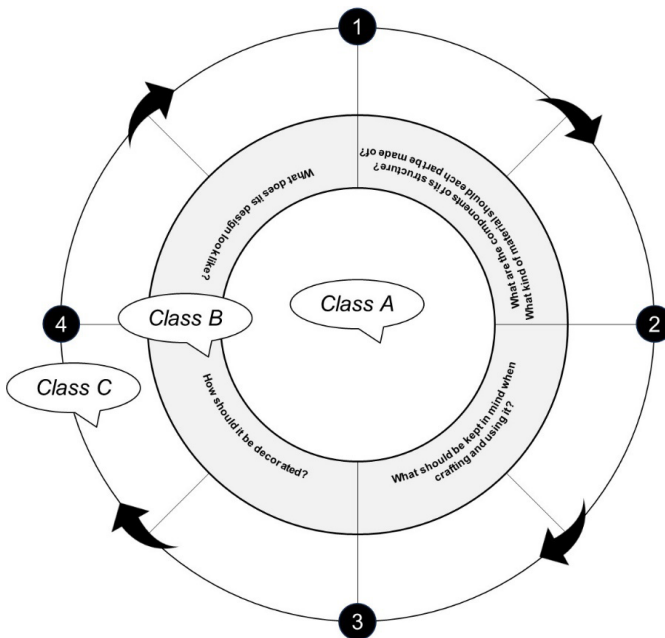 1
What are the components of its structure?
What kind of material should each part be made of?
What does its design look like?
Class A
Class B
4
2
Class C
How should it be decorated?
What should be kept in mind when
crafting and using it?
3